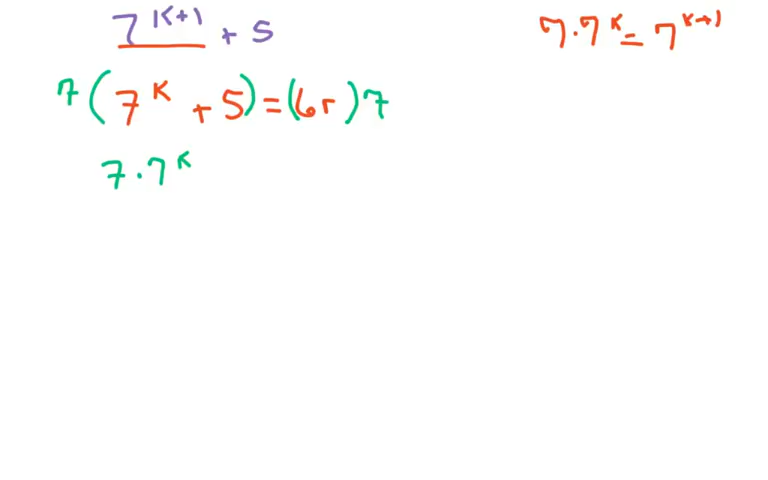 7^(k+1) + 5
7·7^k = 7^(k+1)
7(7^k + 5) = (6r)7
7·7^k